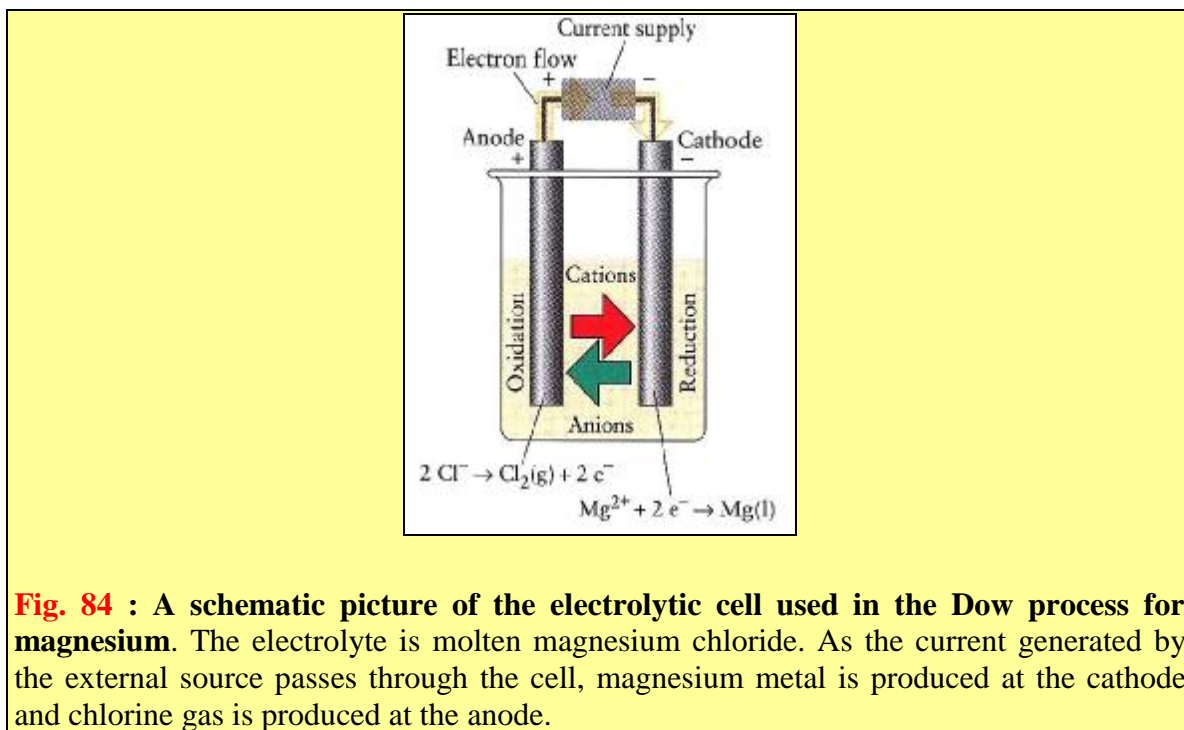 Current supply
Electron flow
+ −
Anode Cathode
+ −
Cations
Oxidation
Reduction
Anions
2 Cl⁻ → Cl₂(g) + 2 e⁻
Mg²⁺ + 2 e⁻ → Mg(l)
Fig. 84 : A schematic picture of the electrolytic cell used in the Dow process for
magnesium. The electrolyte is molten magnesium chloride. As the current generated by
the external source passes through the cell, magnesium metal is produced at the cathode
and chlorine gas is produced at the anode.